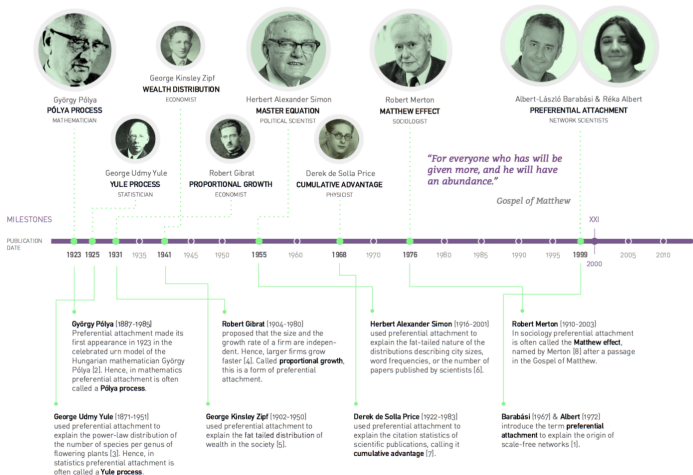 György Pólya
PÓLYA PROCESS
MATHEMATICIAN
George Kinsley Zipf
WEALTH DISTRIBUTION
ECONOMIST
Herbert Alexander Simon
MASTER EQUATION
POLITICAL SCIENTIST
Robert Merton
MATTHEW EFFECT
SOCIOLOGIST
Albert-László Barabási & Réka Albert
PREFERENTIAL ATTACHMENT
NETWORK SCIENTISTS
George Udmy Yule
YULE PROCESS
STATISTICIAN
Robert Gibrat
PROPORTIONAL GROWTH
ECONOMIST
Derek de Solla Price
CUMULATIVE ADVANTAGE
PHYSICIST
"For everyone who has will be
given more, and he will have
an abundance."
Gospel of Matthew
MILESTONES
XXI
PUBLICATION
DATE
1923 1925 1931 1935 1941 1945 1950 1955 1960 1968 1970 1976 1980 1985 1990 1995 1999 2005 2010
2000
György Pólya (1887-1985)
Preferential attachment made its
first appearance in 1923 in the
celebrated urn model of the
Hungarian mathematician György
Pólya [2]. Hence, in mathematics
preferential attachment is often
called a Pólya process.
Robert Gibrat (1904-1980)
proposed that the size and the
growth rate of a firm are indepen-
dent. Hence, larger firms grow
faster [4]. Called proportional growth,
this is a form of preferential
attachment.
Herbert Alexander Simon (1916-2001)
used preferential attachment to
explain the fat-tailed nature of the
distributions describing city sizes,
word frequencies, or the number of
papers published by scientists [6].
Robert Merton (1910-2003)
In sociology preferential attachment
is often called the Matthew effect,
named by Merton [8] after a passage
in the Gospel of Matthew.
George Udmy Yule (1871-1951)
used preferential attachment to
explain the power-law distribution of
the number of species per genus of
flowering plants [3]. Hence, in
statistics preferential attachment is
often called a Yule process.
George Kinsley Zipf (1902-1950)
used preferential attachment to
explain the fat tailed distribution of
wealth in the society [5].
Derek de Solla Price (1922-1983)
used preferential attachment to
explain the citation statistics of
scientific publications, calling it
cumulative advantage [7].
Barabási (1967) & Albert (1972)
introduce the term preferential
attachment to explain the origin of
scale-free networks [1].